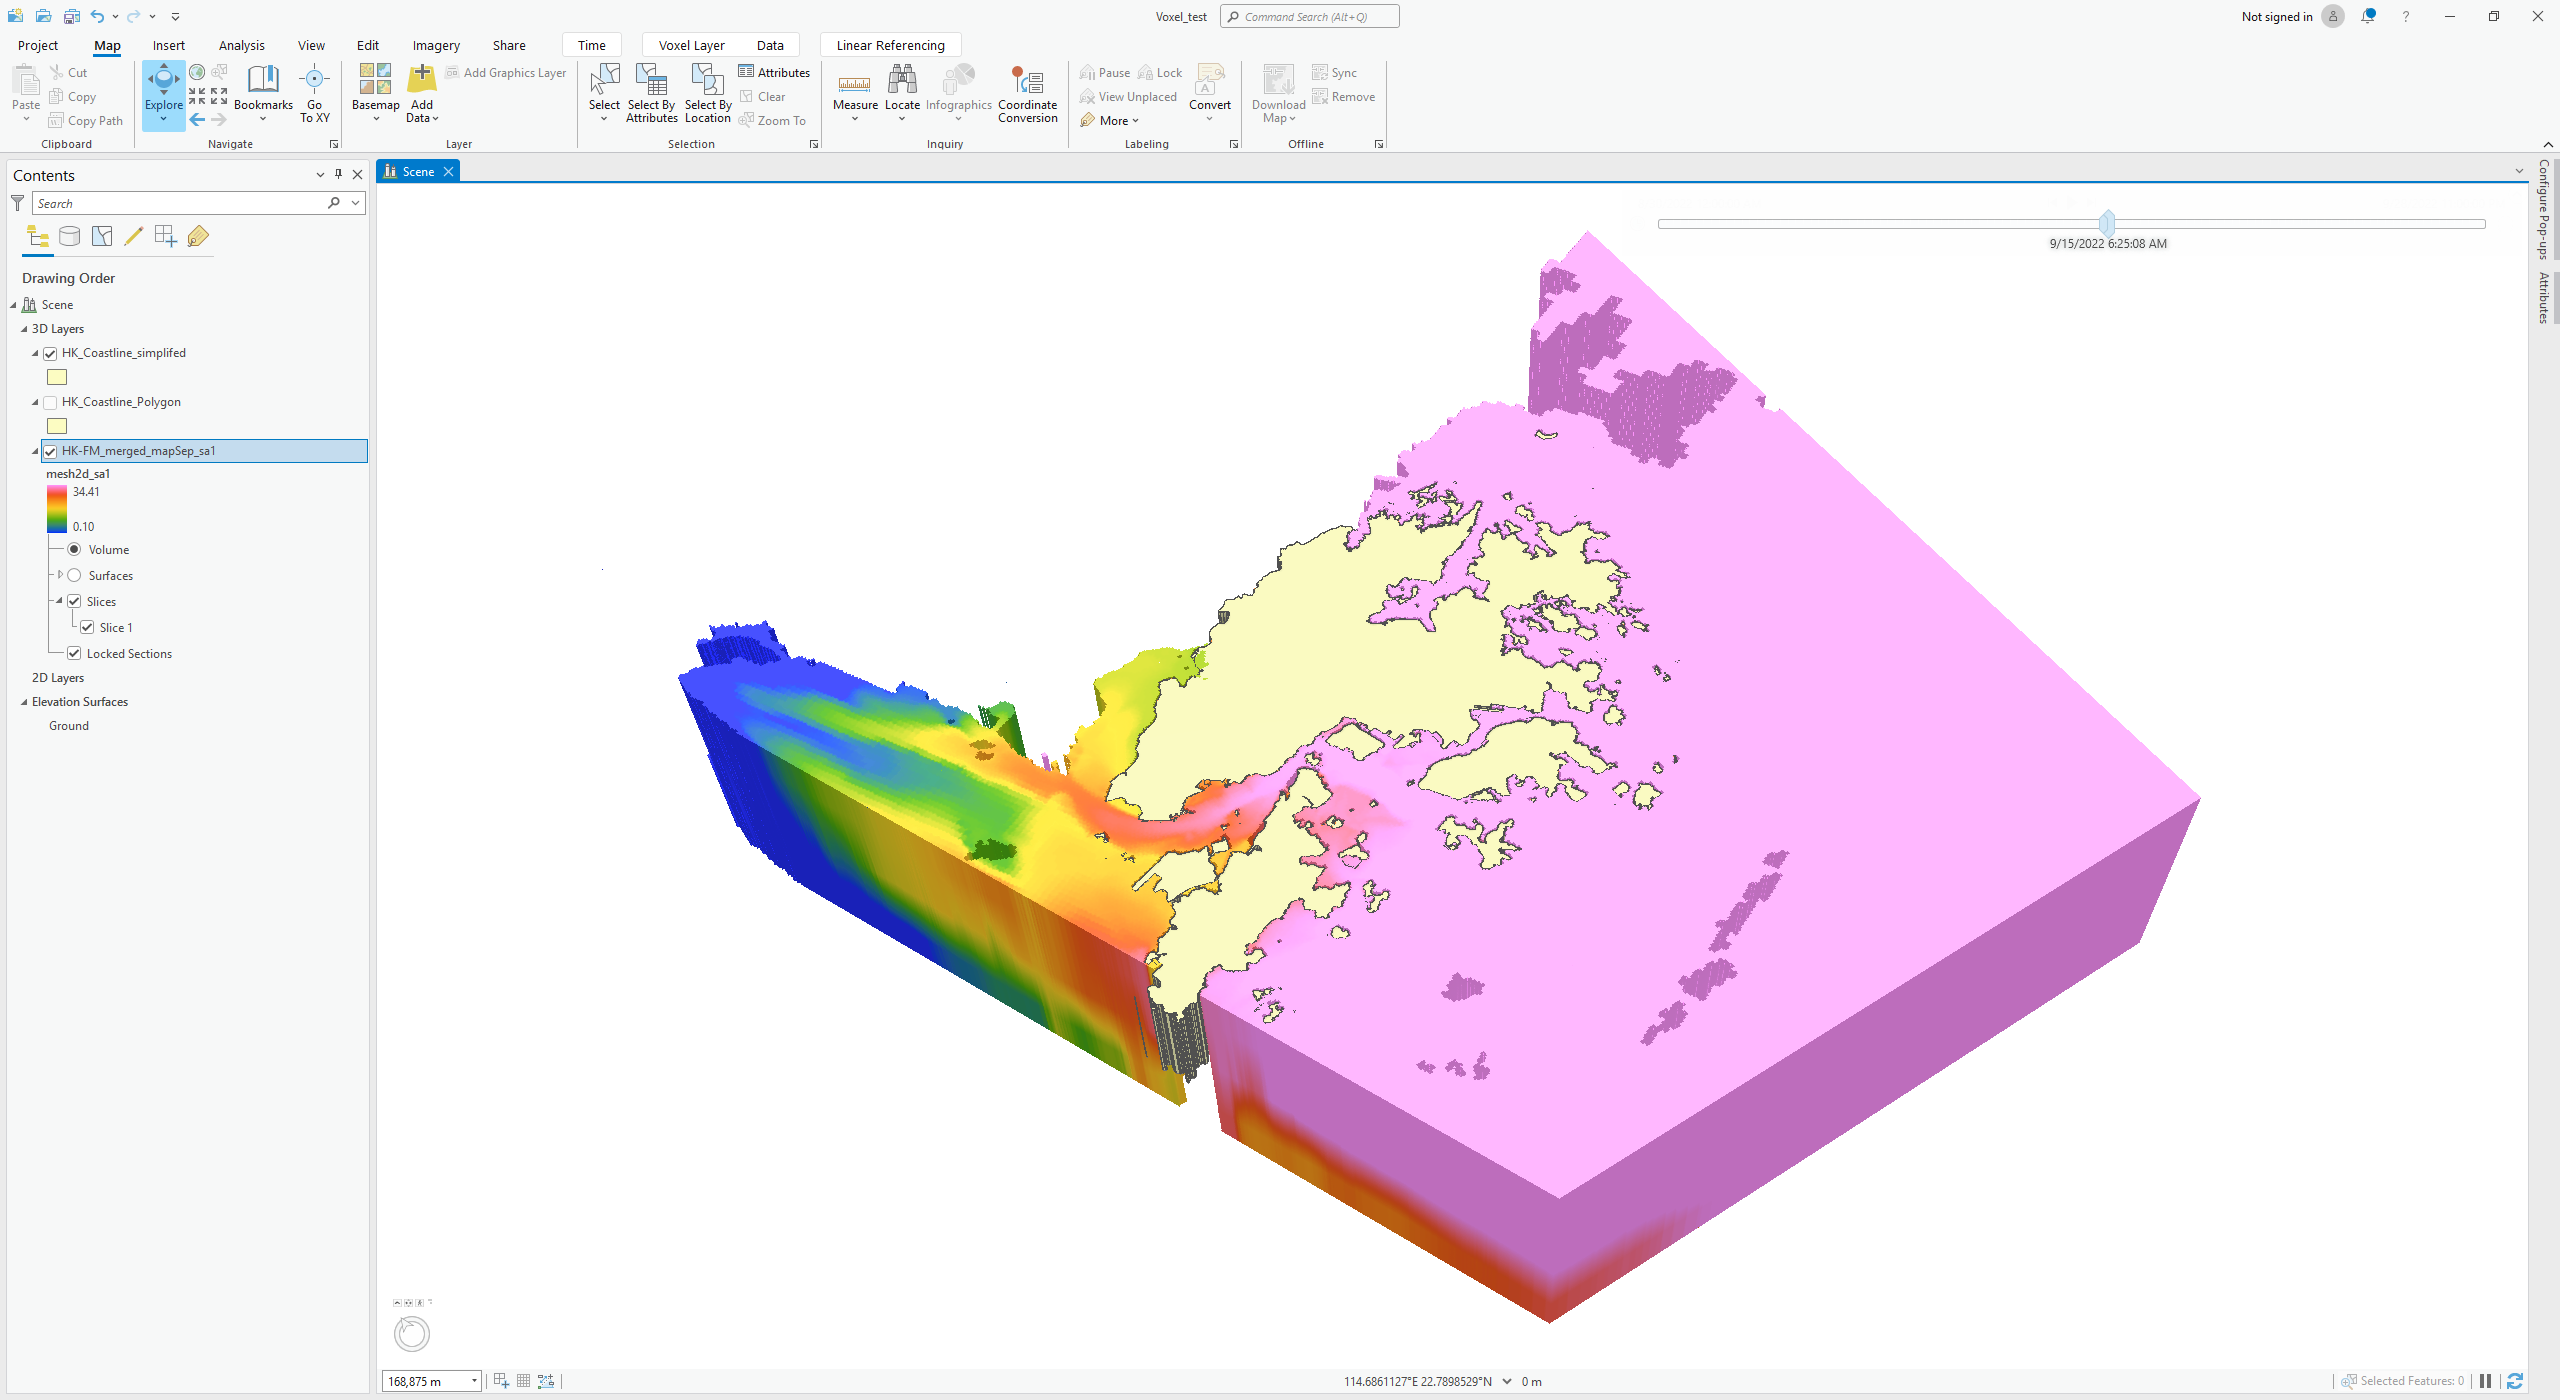 Voxel_test
Command Search (Alt+Q)
Not signed in
Project
Map
Insert
Analysis
View
Edit
Imagery
Share
Time
Voxel Layer
Data
Linear Referencing
Paste
Cut
Copy
Copy Path
Clipboard
Explore
Bookmarks
Go To XY
Navigate
Basemap
Add Data
Add Graphics Layer
Layer
Select
Select By Attributes
Select By Location
Attributes
Clear
Zoom To
Selection
Measure
Locate
Infographics
Coordinate Conversion
Inquiry
Pause
Lock
View Unplaced
More
Convert
Labeling
Download Map
Sync
Remove
Offline
Contents
Search
Drawing Order
Scene
3D Layers
HK_Coastline_simplifed
HK_Coastline_Polygon
HK-FM_merged_mapSep_sa1
mesh2d_sa1
34.41
0.10
Volume
Surfaces
Slices
Slice 1
Locked Sections
2D Layers
Elevation Surfaces
Ground
Scene
9/15/2022 6:25:08 AM
Configure Pop-ups
Attributes
168,875 m
114.6861127°E 22.7898529°N
0 m
Selected Features: 0